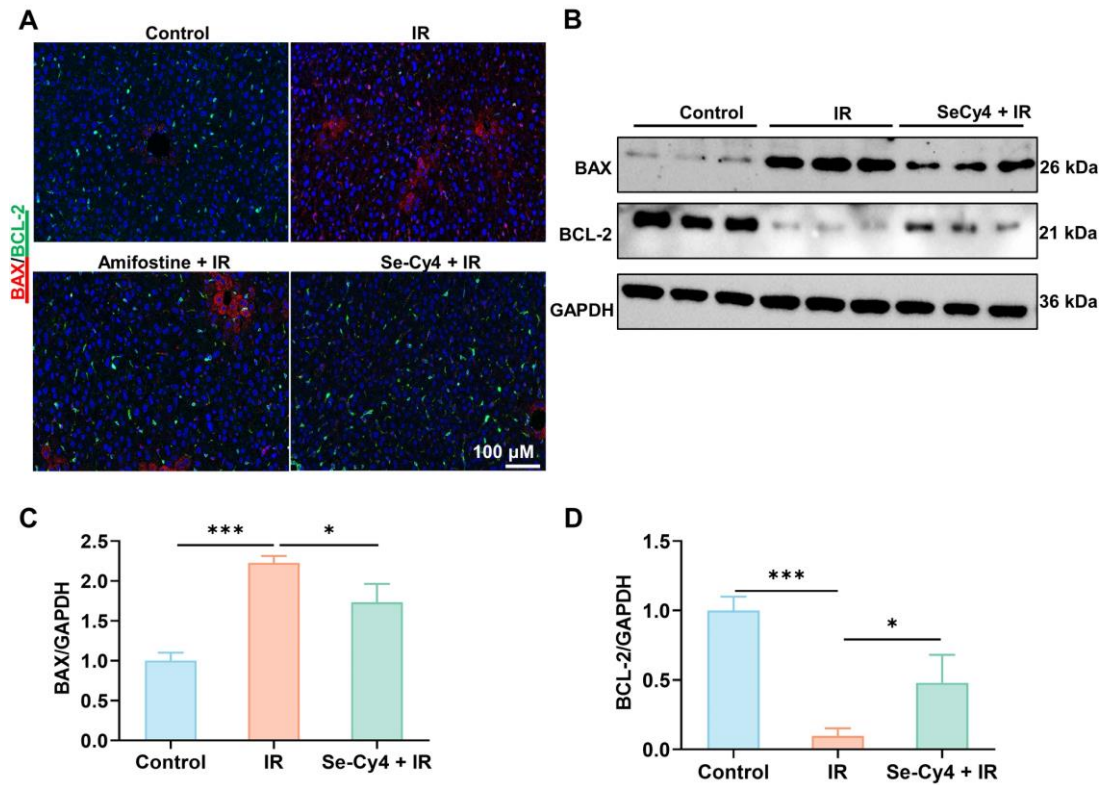 A
Control
IR
Amifostine + IR
Se-Cy4 + IR
BAX/BCL-2
100 µM
B
Control
IR
SeCy4 + IR
BAX
26 kDa
BCL-2
21 kDa
GAPDH
36 kDa
C
BAX/GAPDH
2.5
2.0
1.5
1.0
0.5
0.0
***
*
Control
IR
Se-Cy4 + IR
D
BCL-2/GAPDH
1.5
1.0
0.5
0.0
***
*
Control
IR
Se-Cy4 + IR